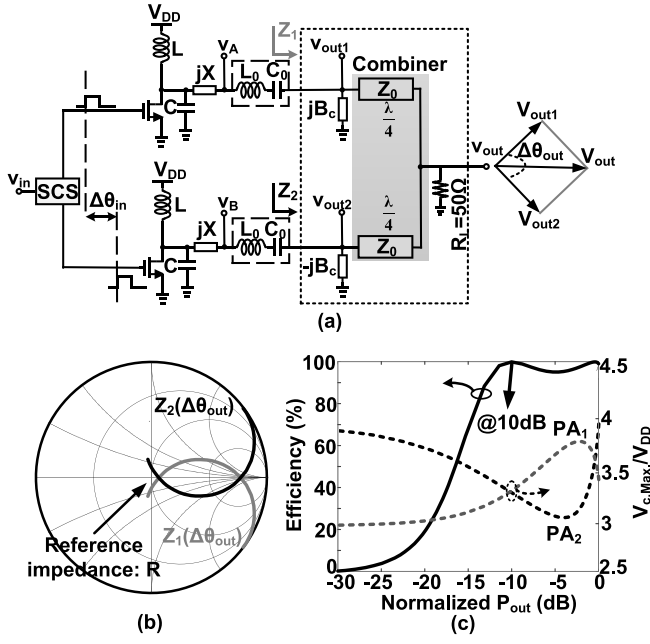 V_DD
L
v_A
Z_1
jX
L_0 C_0
v_out1
Combiner
C
jB_c
Z_0
λ/4
v_in
SCS
Δθ_in
V_DD
L
v_B
Z_2
jX
L_0 C_0
v_out2
C
-jB_c
λ/4
Z_0
R_L=50Ω
v_out
V_out1
Δθ_out
V_out
V_out2
(a)
Z_2(Δθ_out)
Z_1(Δθ_out)
Reference
impedance: R
(b)
Efficiency (%)
100
80
60
40
20
0
@10dB
PA_1
PA_2
4.5
4
3.5
3
2.5
V_c.Max./V_DD
-30 -25 -20 -15 -10 -5 0
Normalized P_out (dB)
(c)